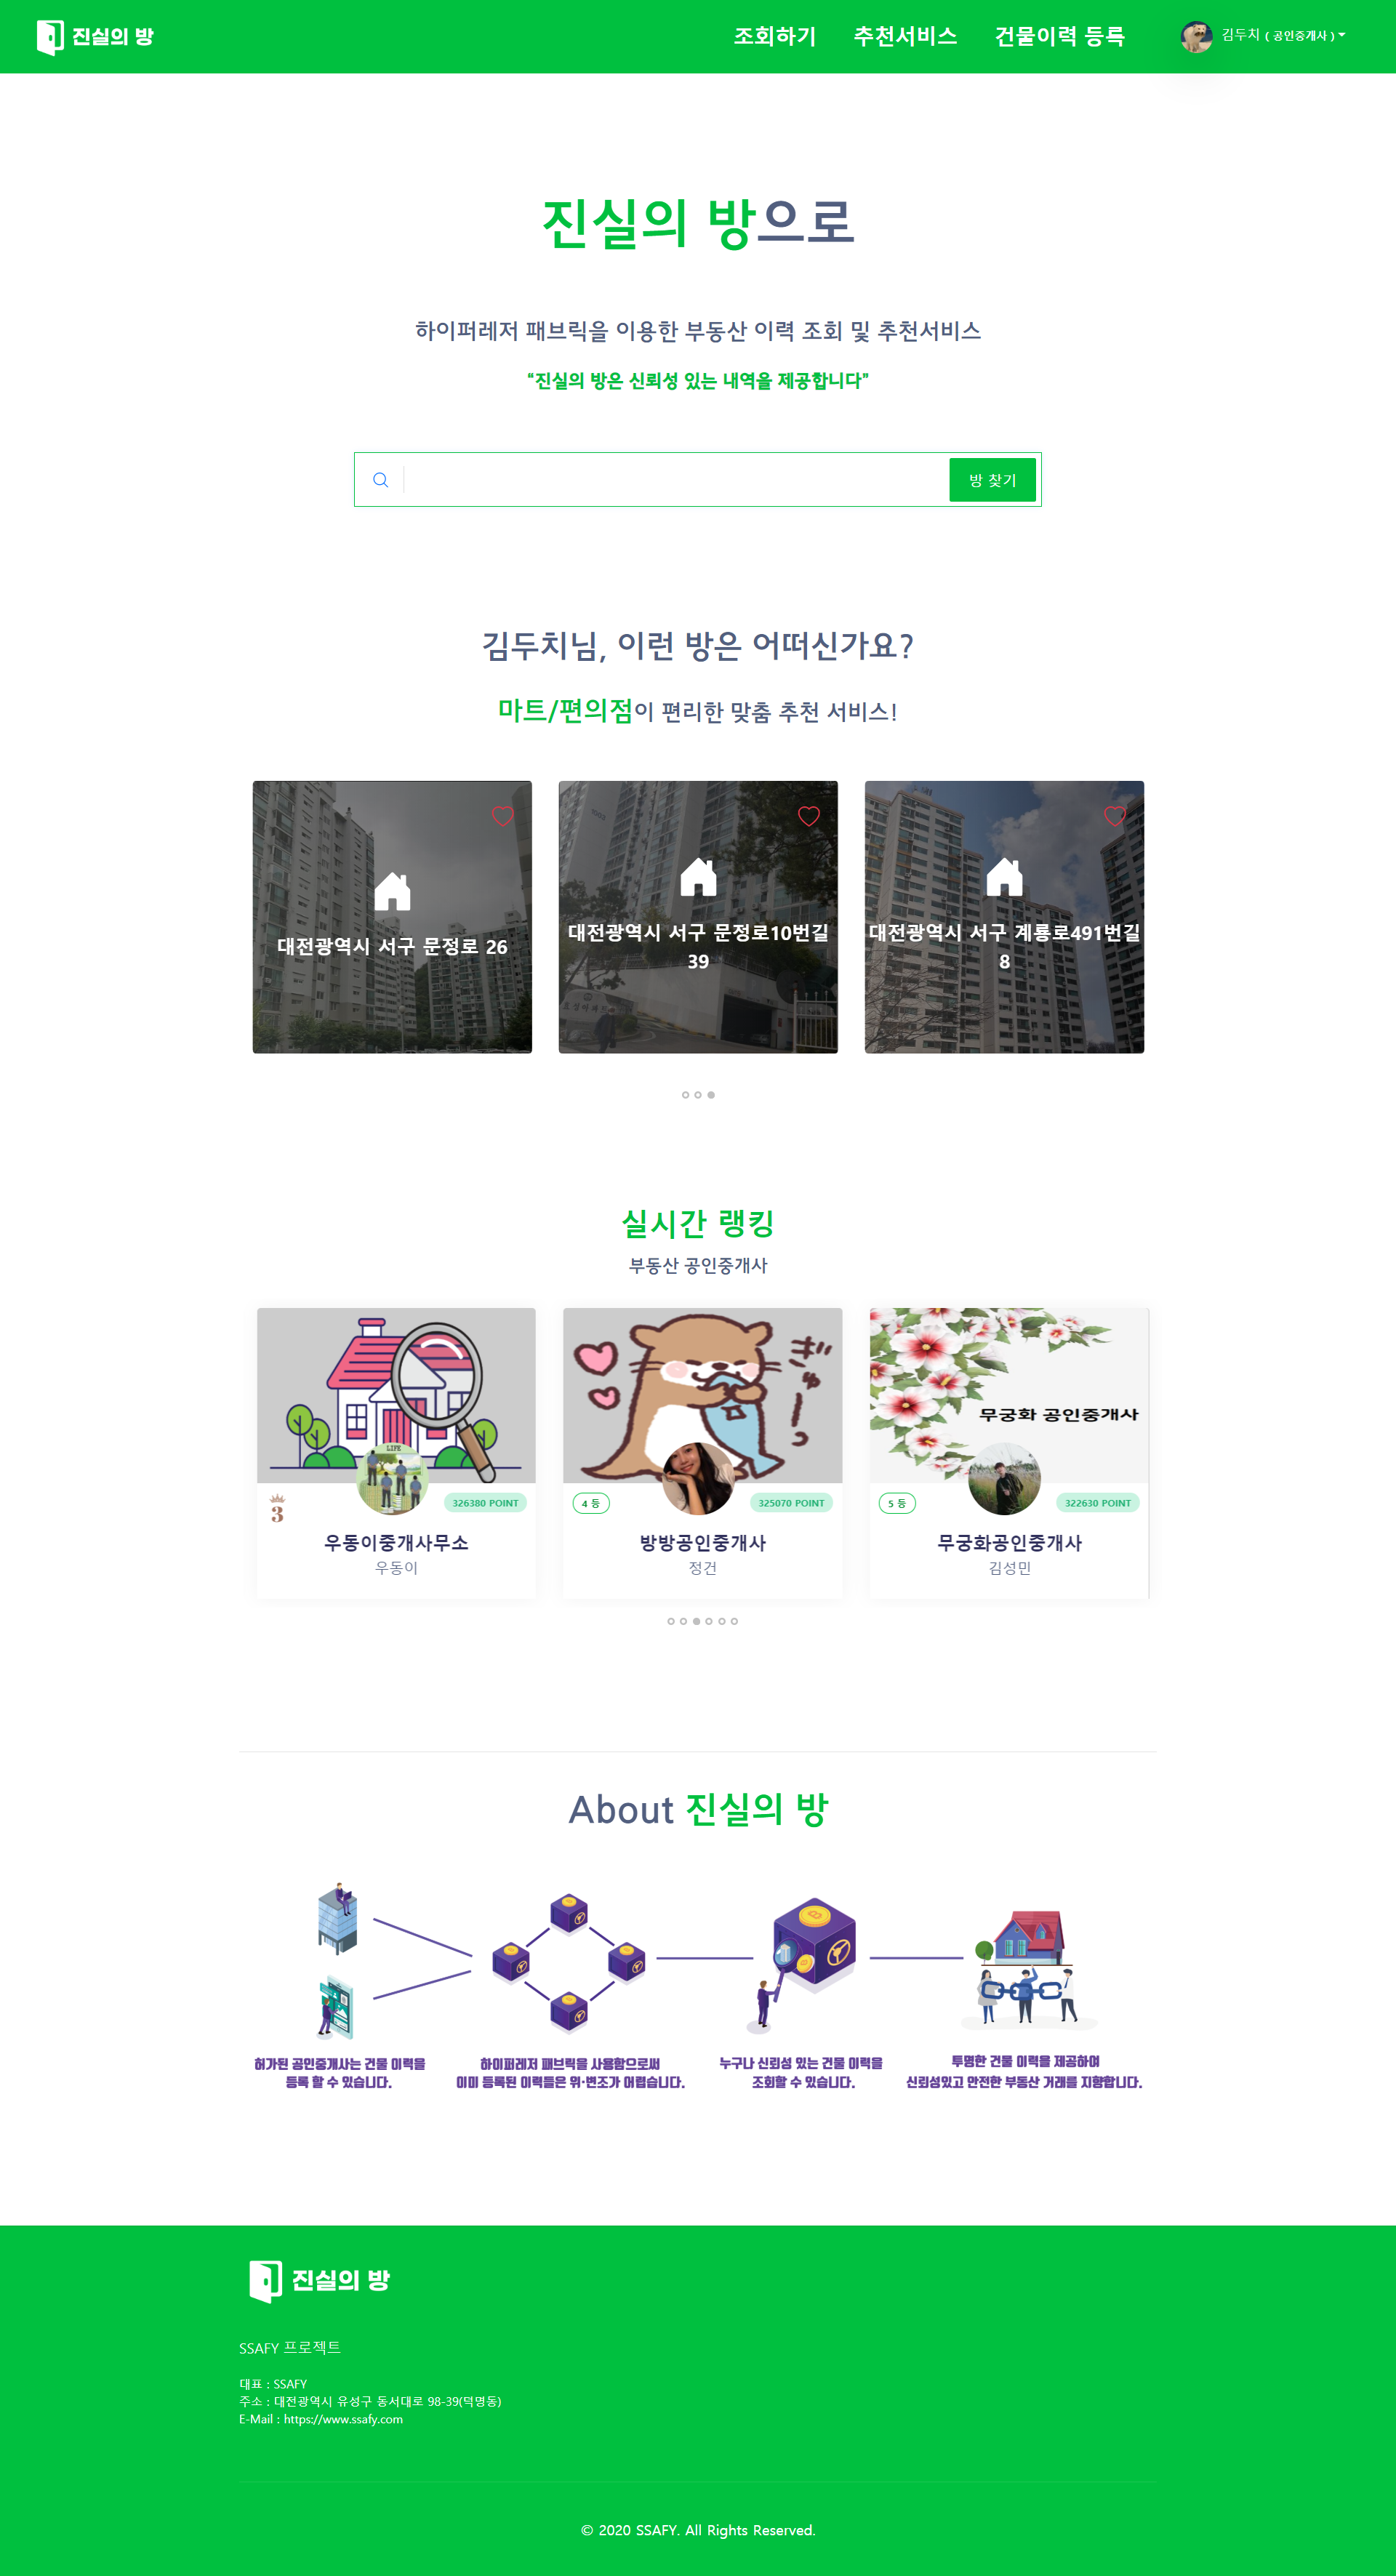 진실의 방
조회하기 추천서비스 건물이력 등록 김두치 ( 공인중개사 )
진실의 방으로
하이퍼레저 패브릭을 이용한 부동산 이력 조회 및 추천서비스
“진실의 방은 신뢰성 있는 내역을 제공합니다”
방 찾기
김두치님, 이런 방은 어떠신가요?
마트/편의점이 편리한 맞춤 추천 서비스!
대전광역시 서구 문정로 26
대전광역시 서구 문정로10번길
39
대전광역시 서구 계룡로491번길
8
실시간 랭킹
부동산 공인중개사
LIFE
3
326380 POINT
우동이중개사무소
우동이
ぎゅーっ
4 등
325070 POINT
방방공인중개사
정건
무궁화 공인중개사
5 등
322630 POINT
무궁화공인중개사
김성민
About 진실의 방
허가된 공인중개사는 건물 이력을
등록 할 수 있습니다.
하이퍼레저 패브릭을 사용함으로써
이미 등록된 이력들은 위·변조가 어렵습니다.
누구나 신뢰성 있는 건물 이력을
조회할 수 있습니다.
투명한 건물 이력을 제공하여
신뢰성있고 안전한 부동산 거래를 지향합니다.
진실의 방
SSAFY 프로젝트
대표 : SSAFY
주소 : 대전광역시 유성구 동서대로 98-39(덕명동)
E-Mail : https://www.ssafy.com
© 2020 SSAFY. All Rights Reserved.